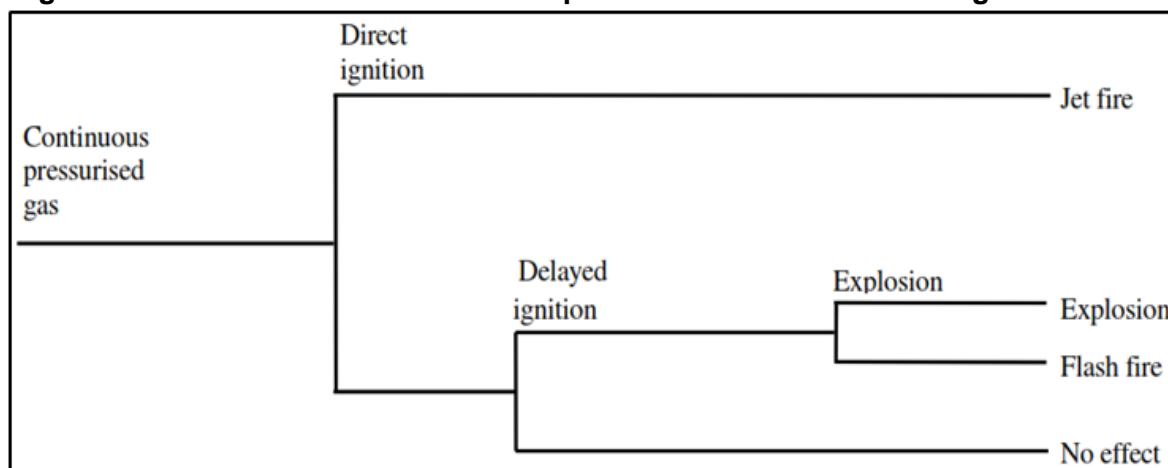 Direct
ignition
Jet fire
Continuous
pressurised
gas
Delayed
ignition
Explosion
Explosion
Flash fire
No effect